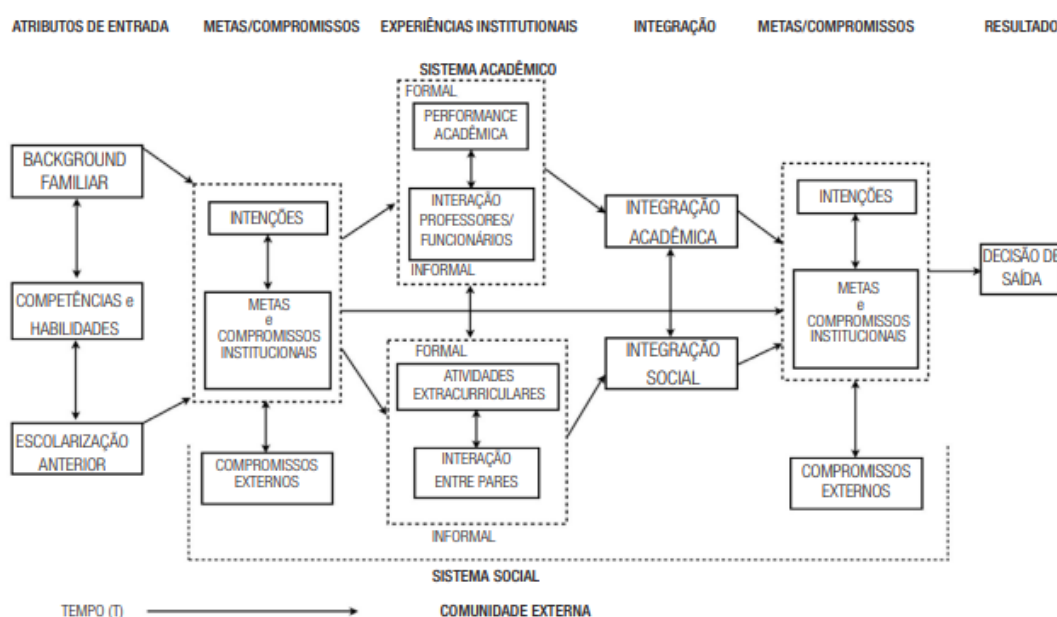 ATRIBUTOS DE ENTRADA
METAS/COMPROMISSOS
EXPERIÊNCIAS INSTITUTIONAIS
INTEGRAÇÃO
METAS/COMPROMISSOS
RESULTADO
BACKGROUND
FAMILIAR
COMPETÊNCIAS e
HABILIDADES
ESCOLARIZAÇÃO
ANTERIOR
INTENÇÕES
METAS
e
COMPROMISSOS
INSTITUCIONAIS
COMPROMISSOS
EXTERNOS
SISTEMA ACADÊMICO
FORMAL
PERFORMANCE
ACADÊMICA
INTERAÇÃO
PROFESSORES/
FUNCIONÁRIOS
INFORMAL
FORMAL
ATIVIDADES
EXTRACURRICULARES
INTERAÇÃO
ENTRE PARES
INFORMAL
SISTEMA SOCIAL
INTEGRAÇÃO
ACADÊMICA
INTEGRAÇÃO
SOCIAL
INTENÇÕES
METAS
e
COMPROMISSOS
INSTITUCIONAIS
COMPROMISSOS
EXTERNOS
DECISÃO DE
SAÍDA
TEMPO (T)
COMUNIDADE EXTERNA